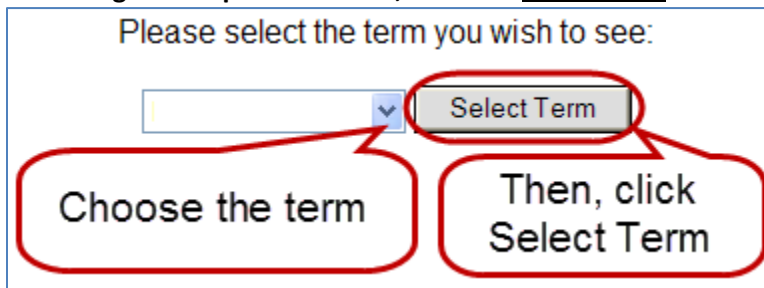 Please select the term you wish to see:
Select Term
Choose the term
Then, click
Select Term